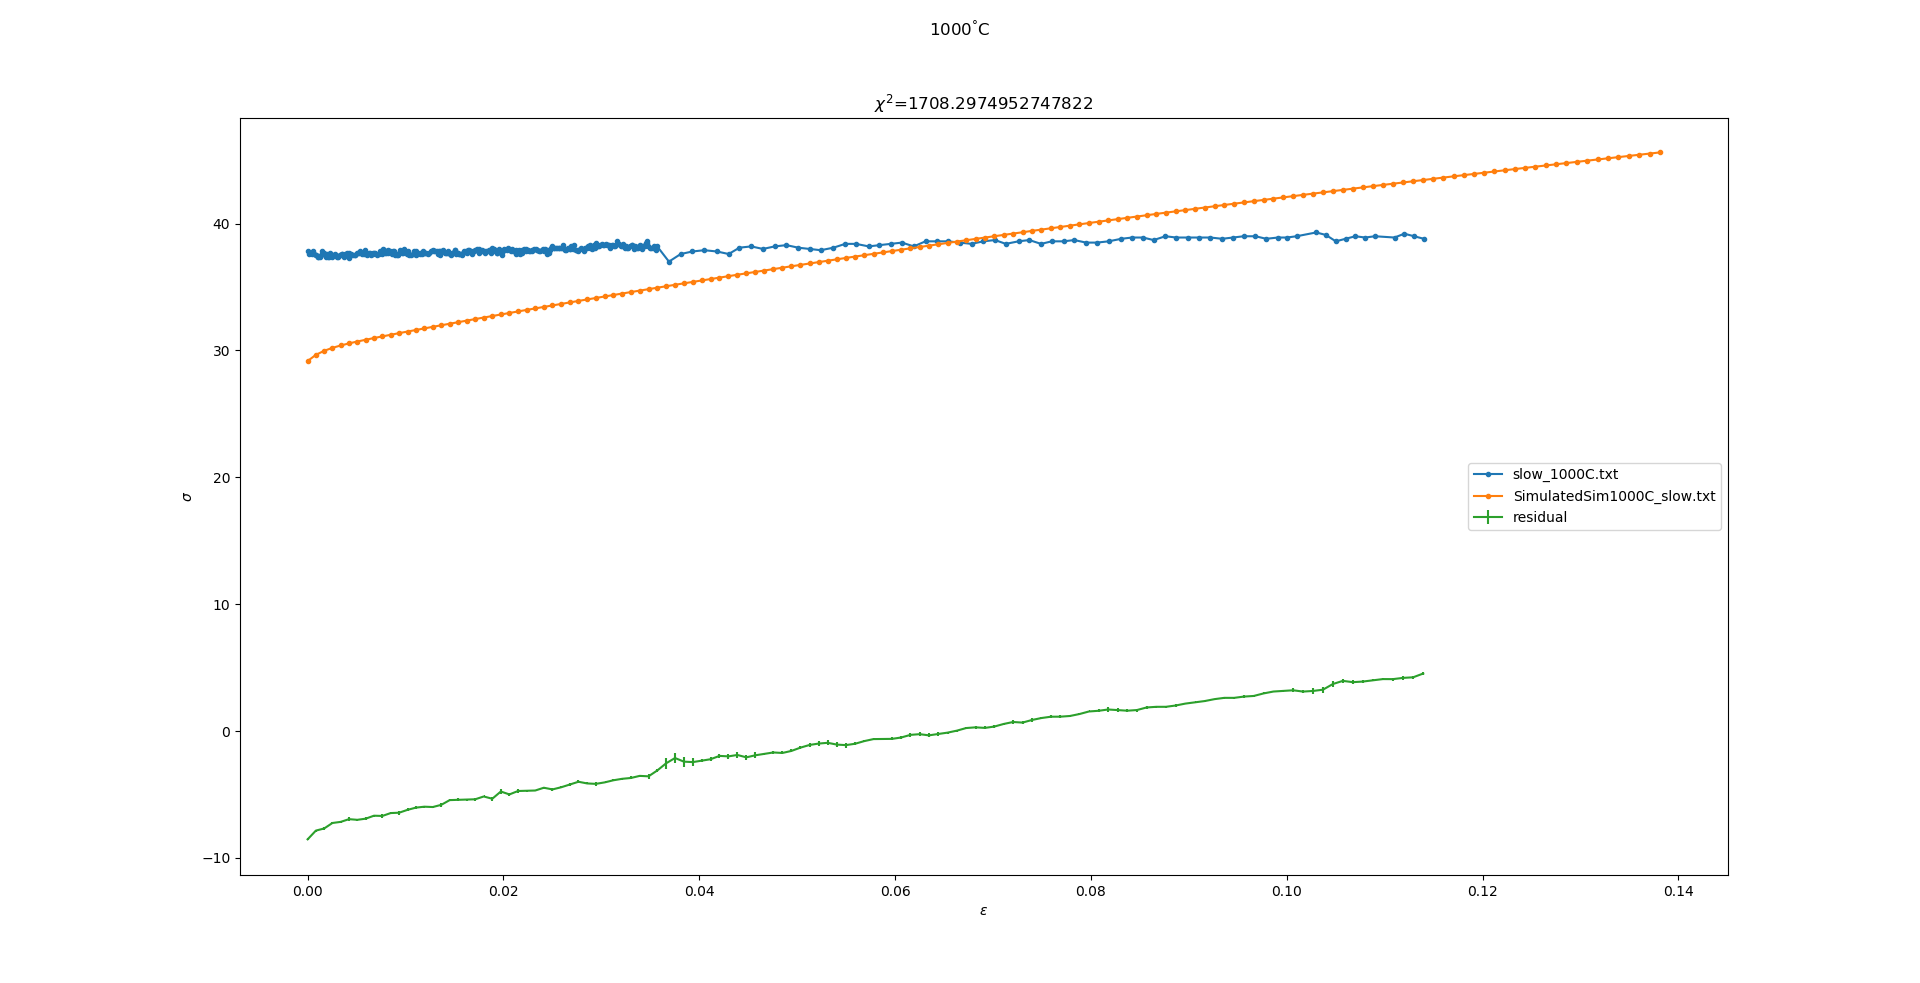 1000°C
χ²=1708.2974952747822
σ
40
30
20
10
0
−10
slow_1000C.txt
SimulatedSim1000C_slow.txt
residual
0.00 0.02 0.04 0.06 0.08 0.10 0.12 0.14
ε